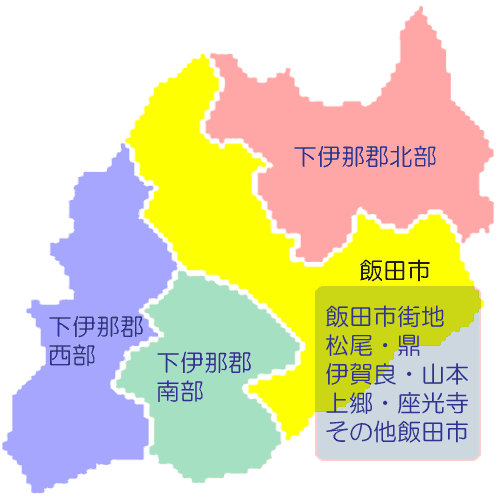 下伊那郡北部
飯田市
飯田市街地
松尾・鼎
伊賀良・山本
上郷・座光寺
その他飯田市
下伊那郡
西部
下伊那郡
南部